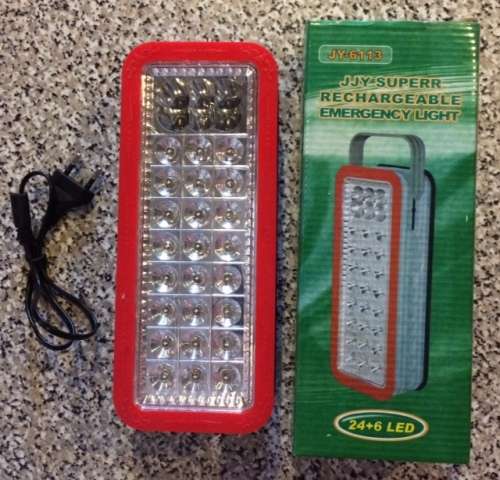 JY-6113
JJY-SUPERR
RECHARGEABLE
EMERGENCY LIGHT
24+6 LED